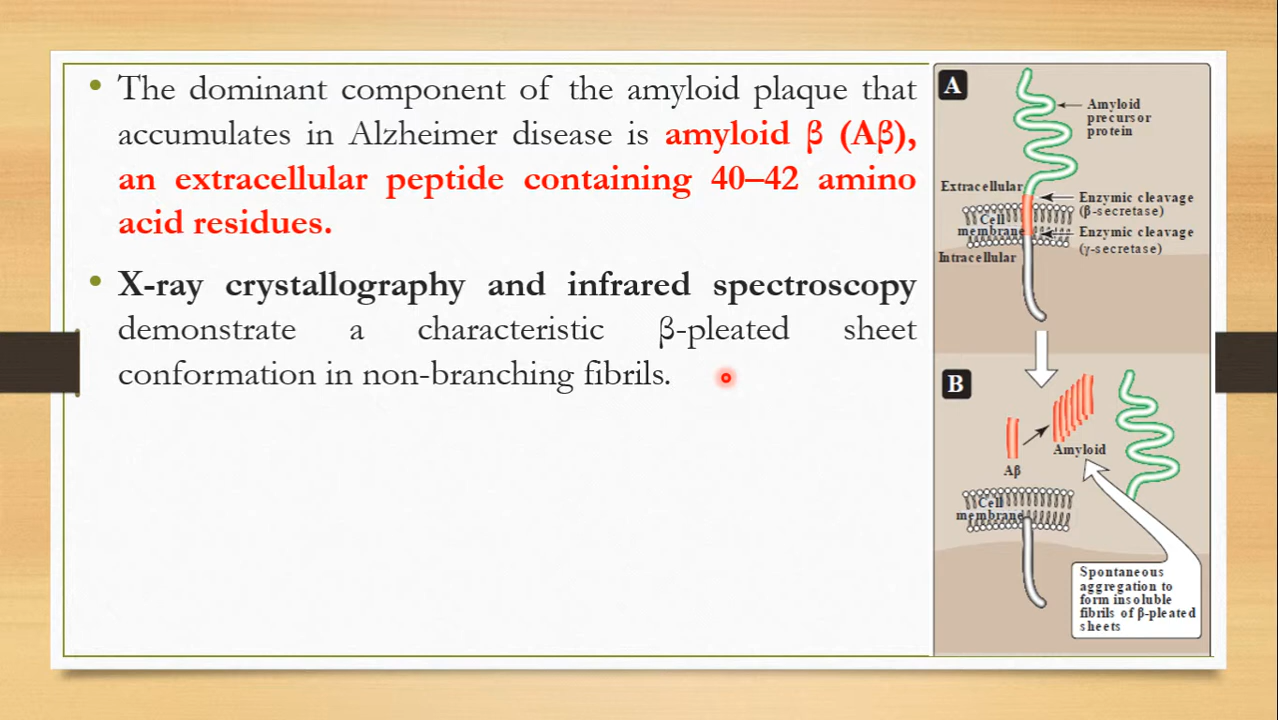 • The dominant component of the amyloid plaque that
accumulates in Alzheimer disease is amyloid β (Aβ),
an extracellular peptide containing 40–42 amino
acid residues.
• X-ray crystallography and infrared spectroscopy
demonstrate a characteristic β-pleated sheet
conformation in non-branching fibrils.
A
Amyloid
precursor
protein
Extracellular
Enzymic cleavage
(β-secretase)
Cell
membrane
Enzymic cleavage
(γ-secretase)
Intracellular
B
Amyloid
Aβ
Cell
membrane
Spontaneous
aggregation to
form insoluble
fibrils of β-pleated
sheets